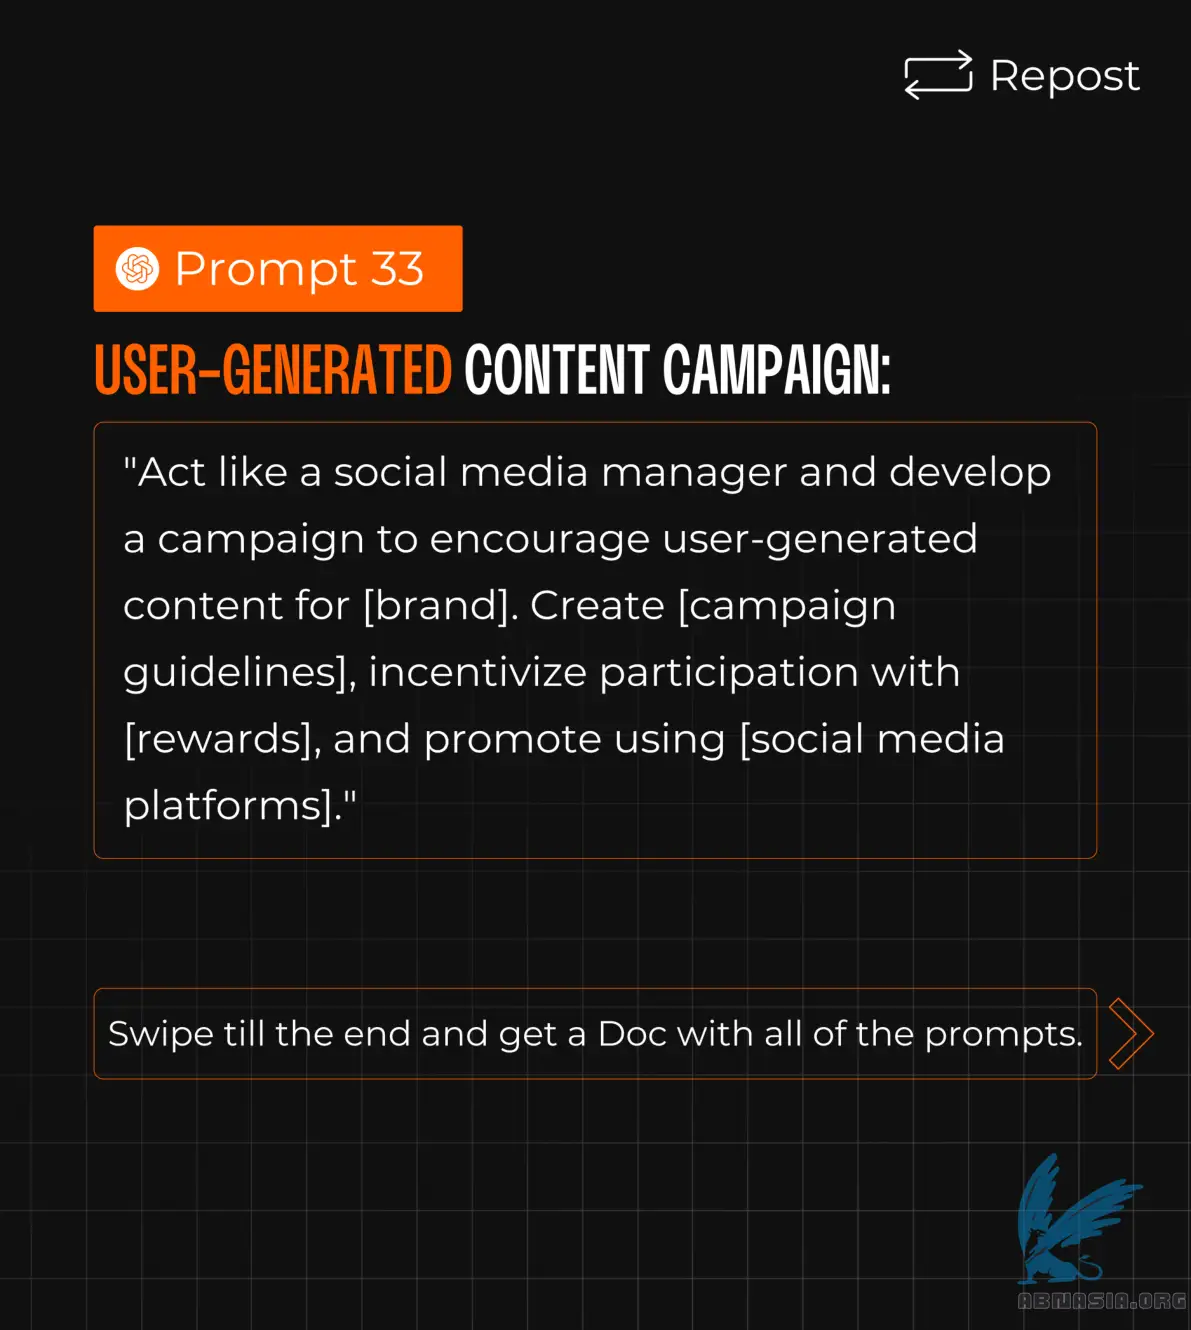 Repost
Prompt 33
USER-GENERATED CONTENT CAMPAIGN:
"Act like a social media manager and develop
a campaign to encourage user-generated
content for [brand]. Create [campaign
guidelines], incentivize participation with
[rewards], and promote using [social media
platforms]."
Swipe till the end and get a Doc with all of the prompts.
ABNASIA.ORG